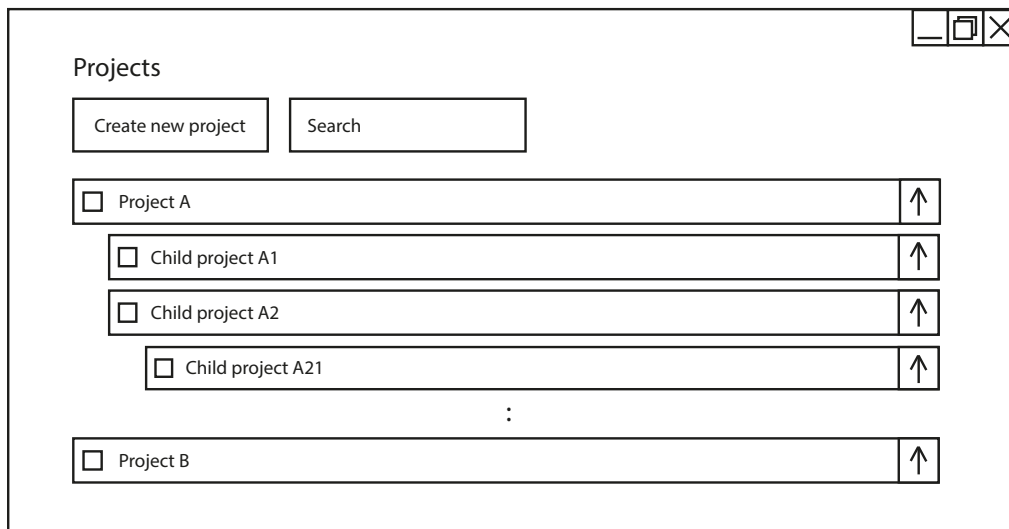 Projects
Create new project
Search
Project A
Child project A1
Child project A2
Child project A21
:
Project B